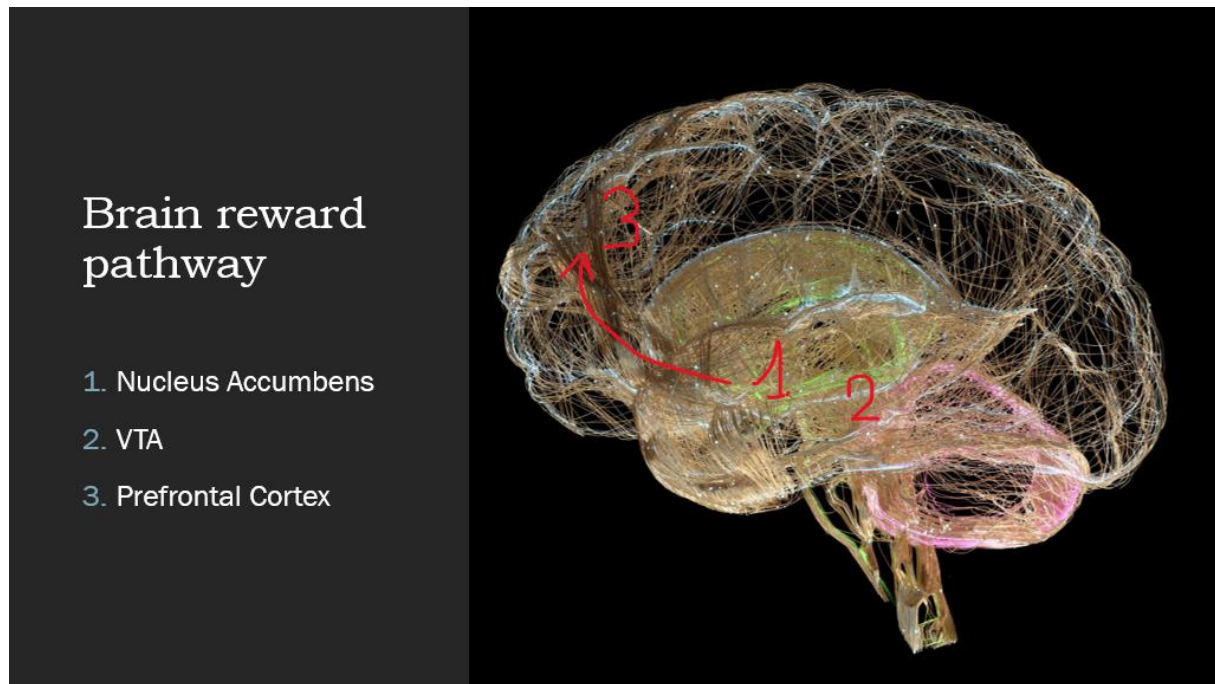 Brain reward
pathway
1. Nucleus Accumbens
2. VTA
3. Prefrontal Cortex
3
1
2